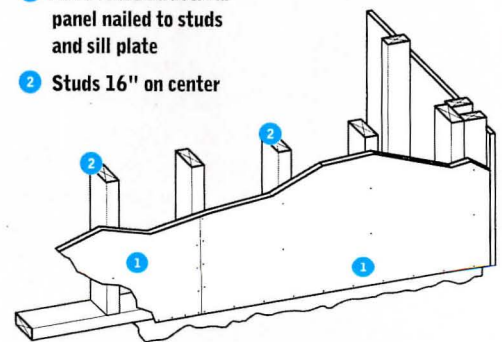 panel nailed to studs
and sill plate
2 Studs 16" on center
2
2
1
1